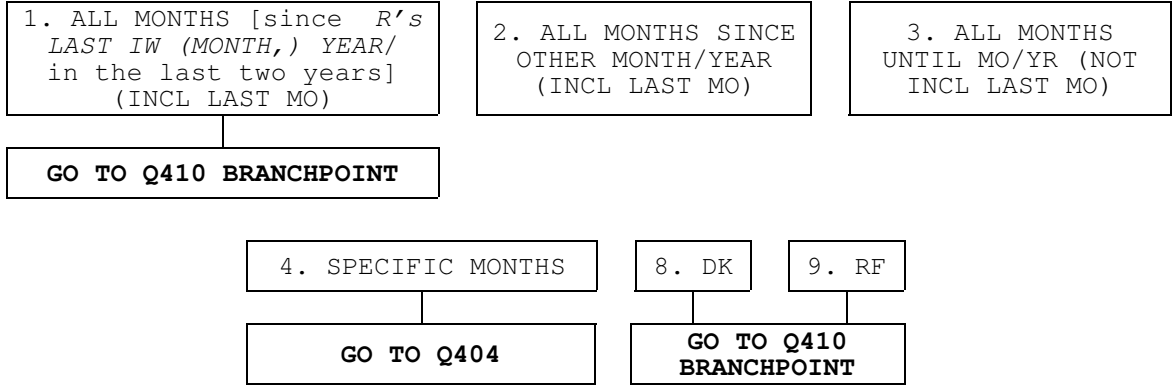 1. ALL MONTHS [since R's
LAST IW (MONTH,) YEAR/
in the last two years]
(INCL LAST MO)
2. ALL MONTHS SINCE
OTHER MONTH/YEAR
(INCL LAST MO)
3. ALL MONTHS
UNTIL MO/YR (NOT
INCL LAST MO)
GO TO Q410 BRANCHPOINT
4. SPECIFIC MONTHS
8. DK
9. RF
GO TO Q404
GO TO Q410
BRANCHPOINT